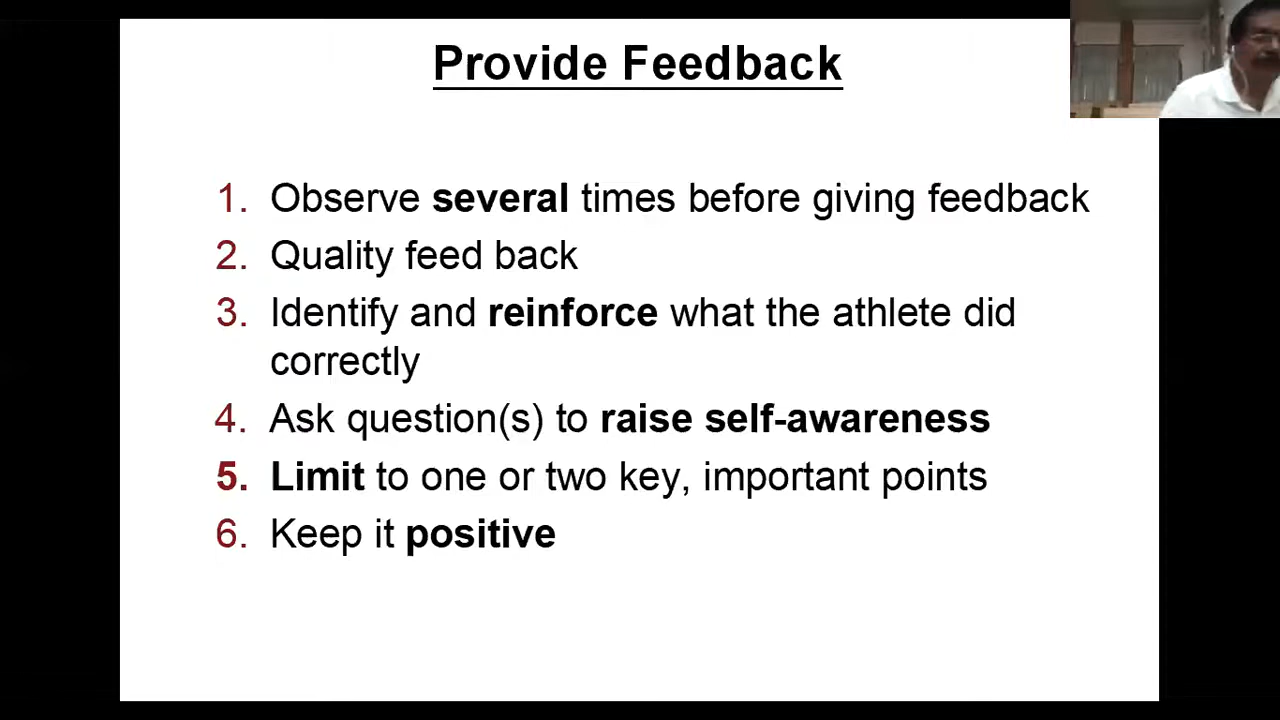 Provide Feedback
1. Observe several times before giving feedback
2. Quality feed back
3. Identify and reinforce what the athlete did
correctly
4. Ask question(s) to raise self-awareness
5. Limit to one or two key, important points
6. Keep it positive